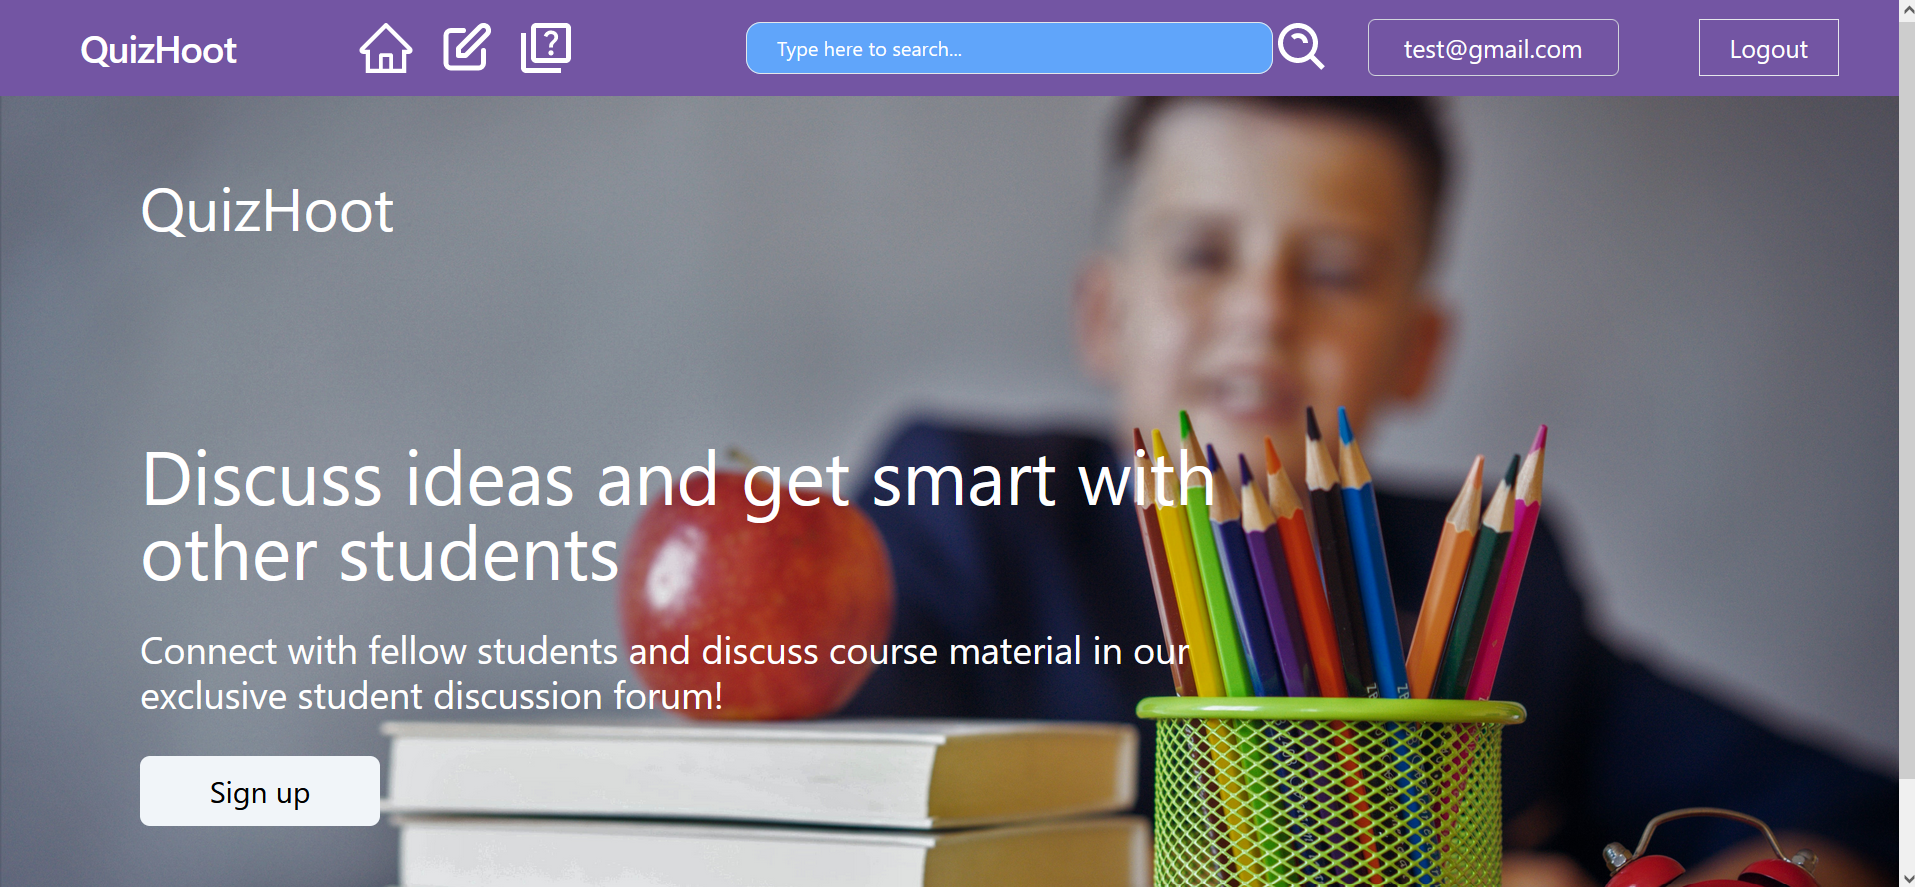 QuizHoot
Type here to search...
test@gmail.com
Logout
QuizHoot
Discuss ideas and get smart with
other students
Connect with fellow students and discuss course material in our
exclusive student discussion forum!
Sign up